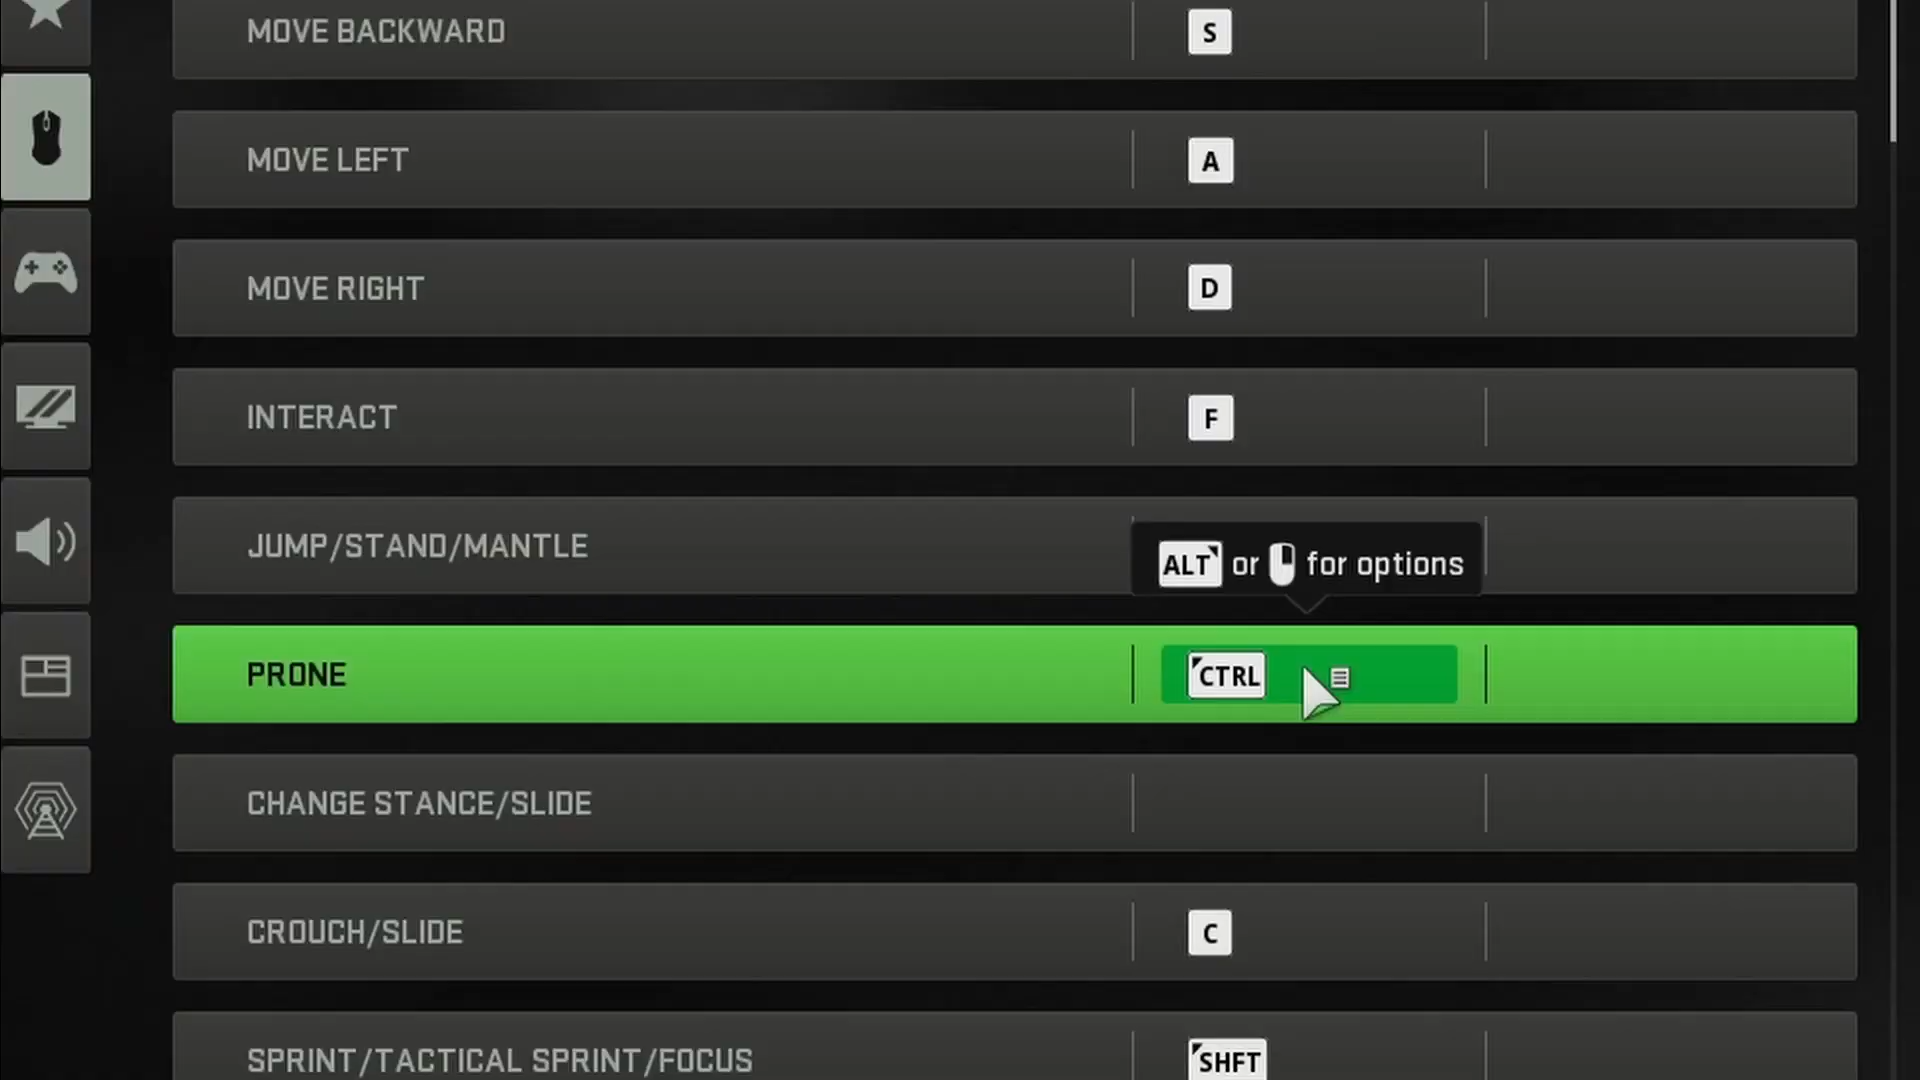 MOVE BACKWARD S
MOVE LEFT A
MOVE RIGHT D
INTERACT F
JUMP/STAND/MANTLE
ALT or for options
PRONE CTRL
CHANGE STANCE/SLIDE
CROUCH/SLIDE C
SPRINT/TACTICAL SPRINT/FOCUS SHFT